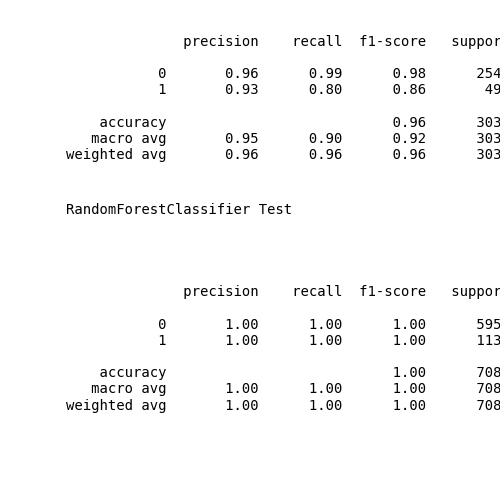 precision recall f1-score suppor
0 0.96 0.99 0.98 254
1 0.93 0.80 0.86 49
accuracy 0.96 303
macro avg 0.95 0.90 0.92 303
weighted avg 0.96 0.96 0.96 303
RandomForestClassifier Test
precision recall f1-score suppor
0 1.00 1.00 1.00 595
1 1.00 1.00 1.00 113
accuracy 1.00 708
macro avg 1.00 1.00 1.00 708
weighted avg 1.00 1.00 1.00 708